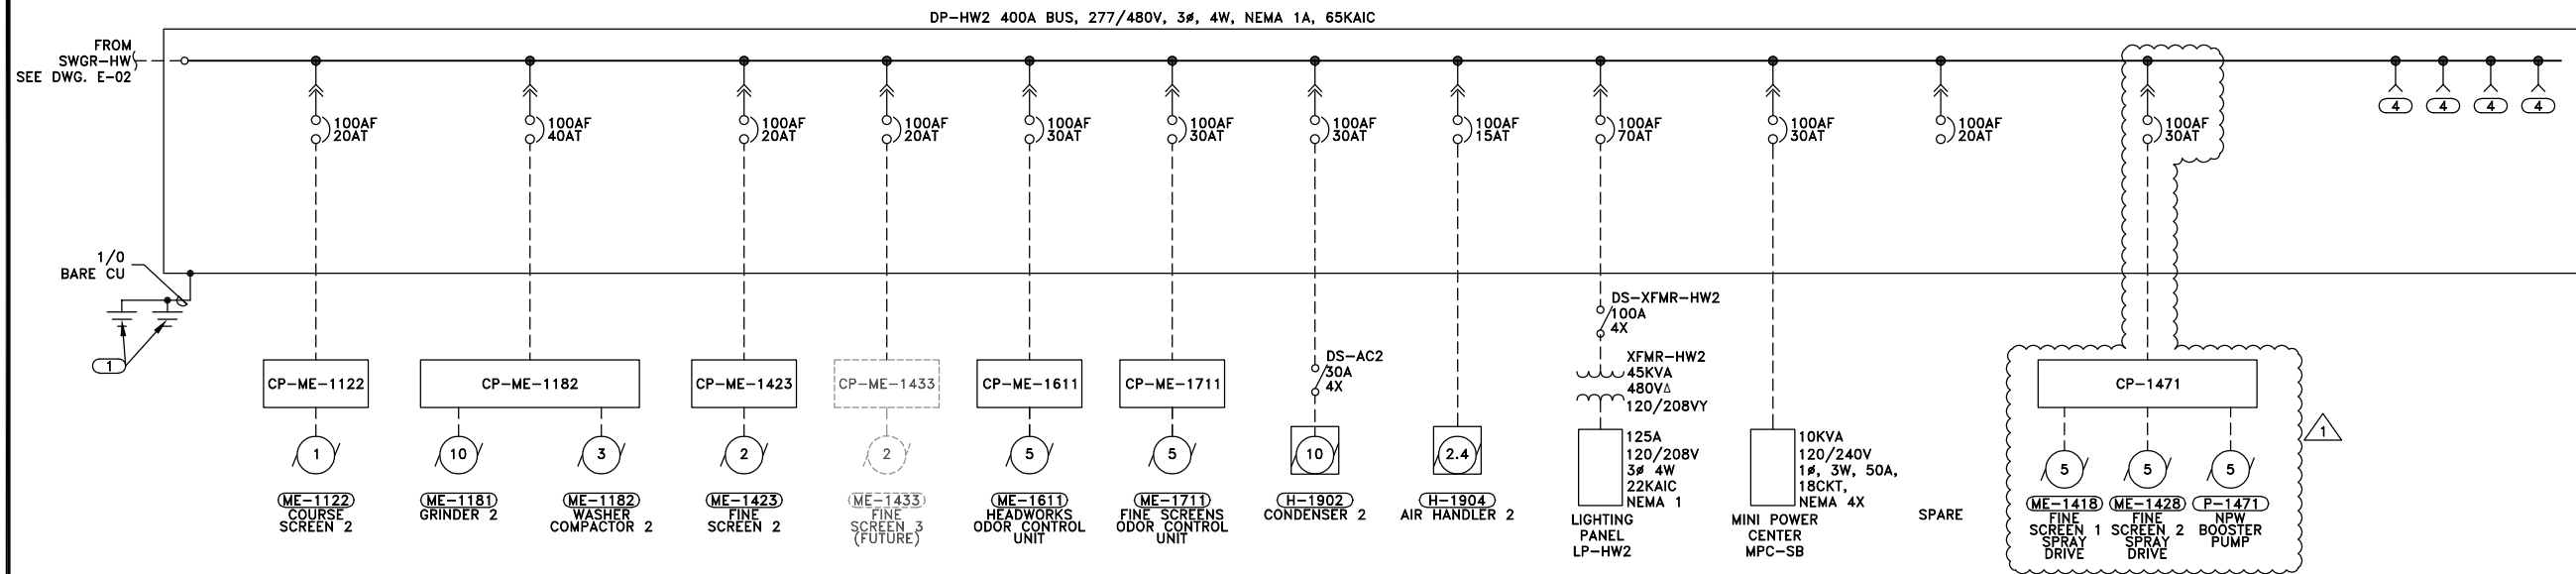 DP-HW2 400A BUS, 277/480V, 3ø, 4W, NEMA 1A, 65KAIC
FROM
SWGR-HW
SEE DWG. E-02
100AF
20AT
100AF
40AT
100AF
20AT
100AF
20AT
100AF
30AT
100AF
30AT
100AF
30AT
100AF
15AT
100AF
70AT
100AF
30AT
100AF
20AT
100AF
30AT
4
4
4
4
1/0
BARE CU
1
CP-ME-1122
1
ME-1122
COURSE
SCREEN 2
CP-ME-1182
10
ME-1181
GRINDER 2
3
ME-1182
WASHER
COMPACTOR 2
CP-ME-1423
2
ME-1423
FINE
SCREEN 2
CP-ME-1433
2
ME-1433
FINE
SCREEN 3
(FUTURE)
CP-ME-1611
5
ME-1611
HEADWORKS
ODOR CONTROL
UNIT
CP-ME-1711
5
ME-1711
FINE SCREENS
ODOR CONTROL
UNIT
DS-AC2
30A
4X
10
H-1902
CONDENSER 2
2.4
H-1904
AIR HANDLER 2
DS-XFMR-HW2
100A
4X
XFMR-HW2
45KVA
480VΔ
120/208VY
125A
120/208V
3ø 4W
22KAIC
NEMA 1
LIGHTING
PANEL
LP-HW2
10KVA
120/240V
1ø, 3W, 50A,
18CKT,
NEMA 4X
MINI POWER
CENTER
MPC-SB
SPARE
CP-1471
5
ME-1418
FINE
SCREEN 1
SPRAY
DRIVE
5
ME-1428
FINE
SCREEN 2
SPRAY
DRIVE
5
P-1471
NPW
BOOSTER
PUMP
1